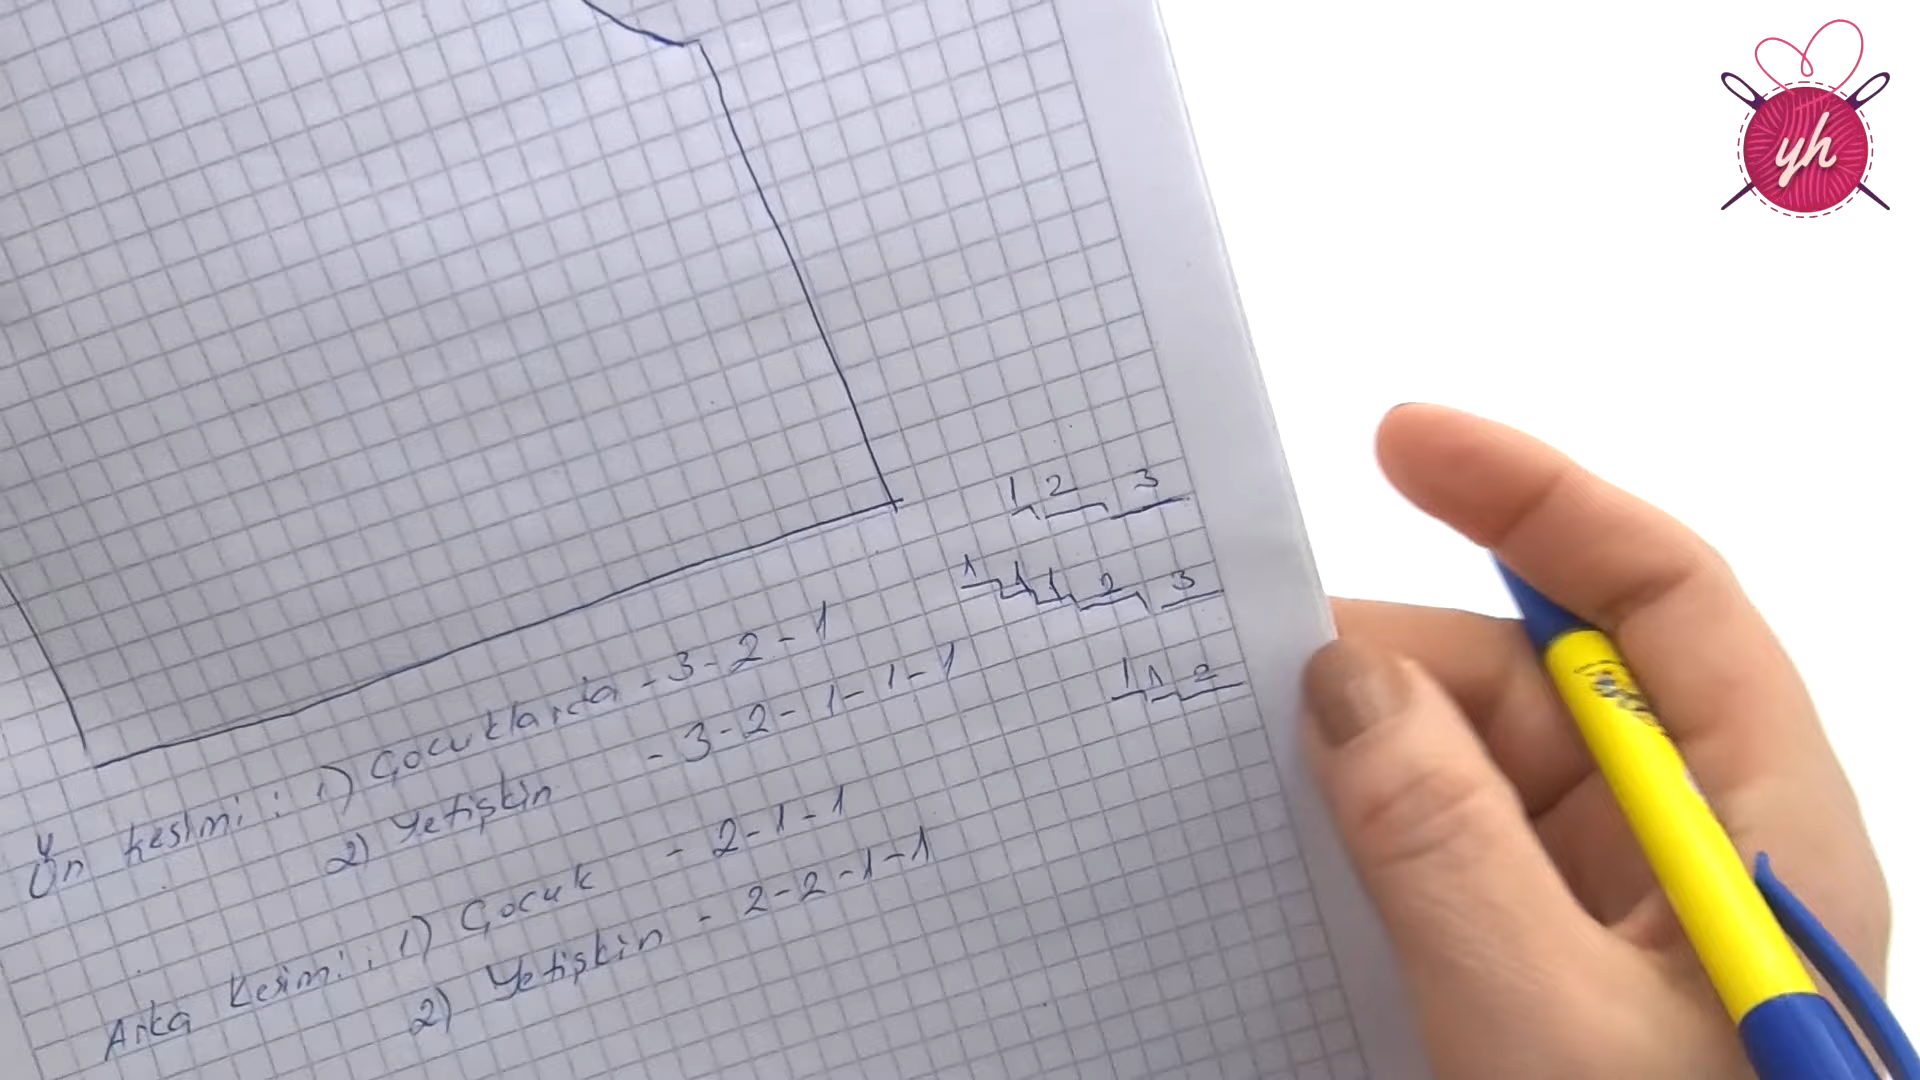 yh
1 2 3
1 1 1 2 3
1 1 2
Ön kesimi : 1) Çocuklarda - 3-2-1
2) Yetişkin - 3-2-1-1-1
Arka kesimi : 1) Çocuk - 2-1-1
2) Yetişkin - 2-2-1-1